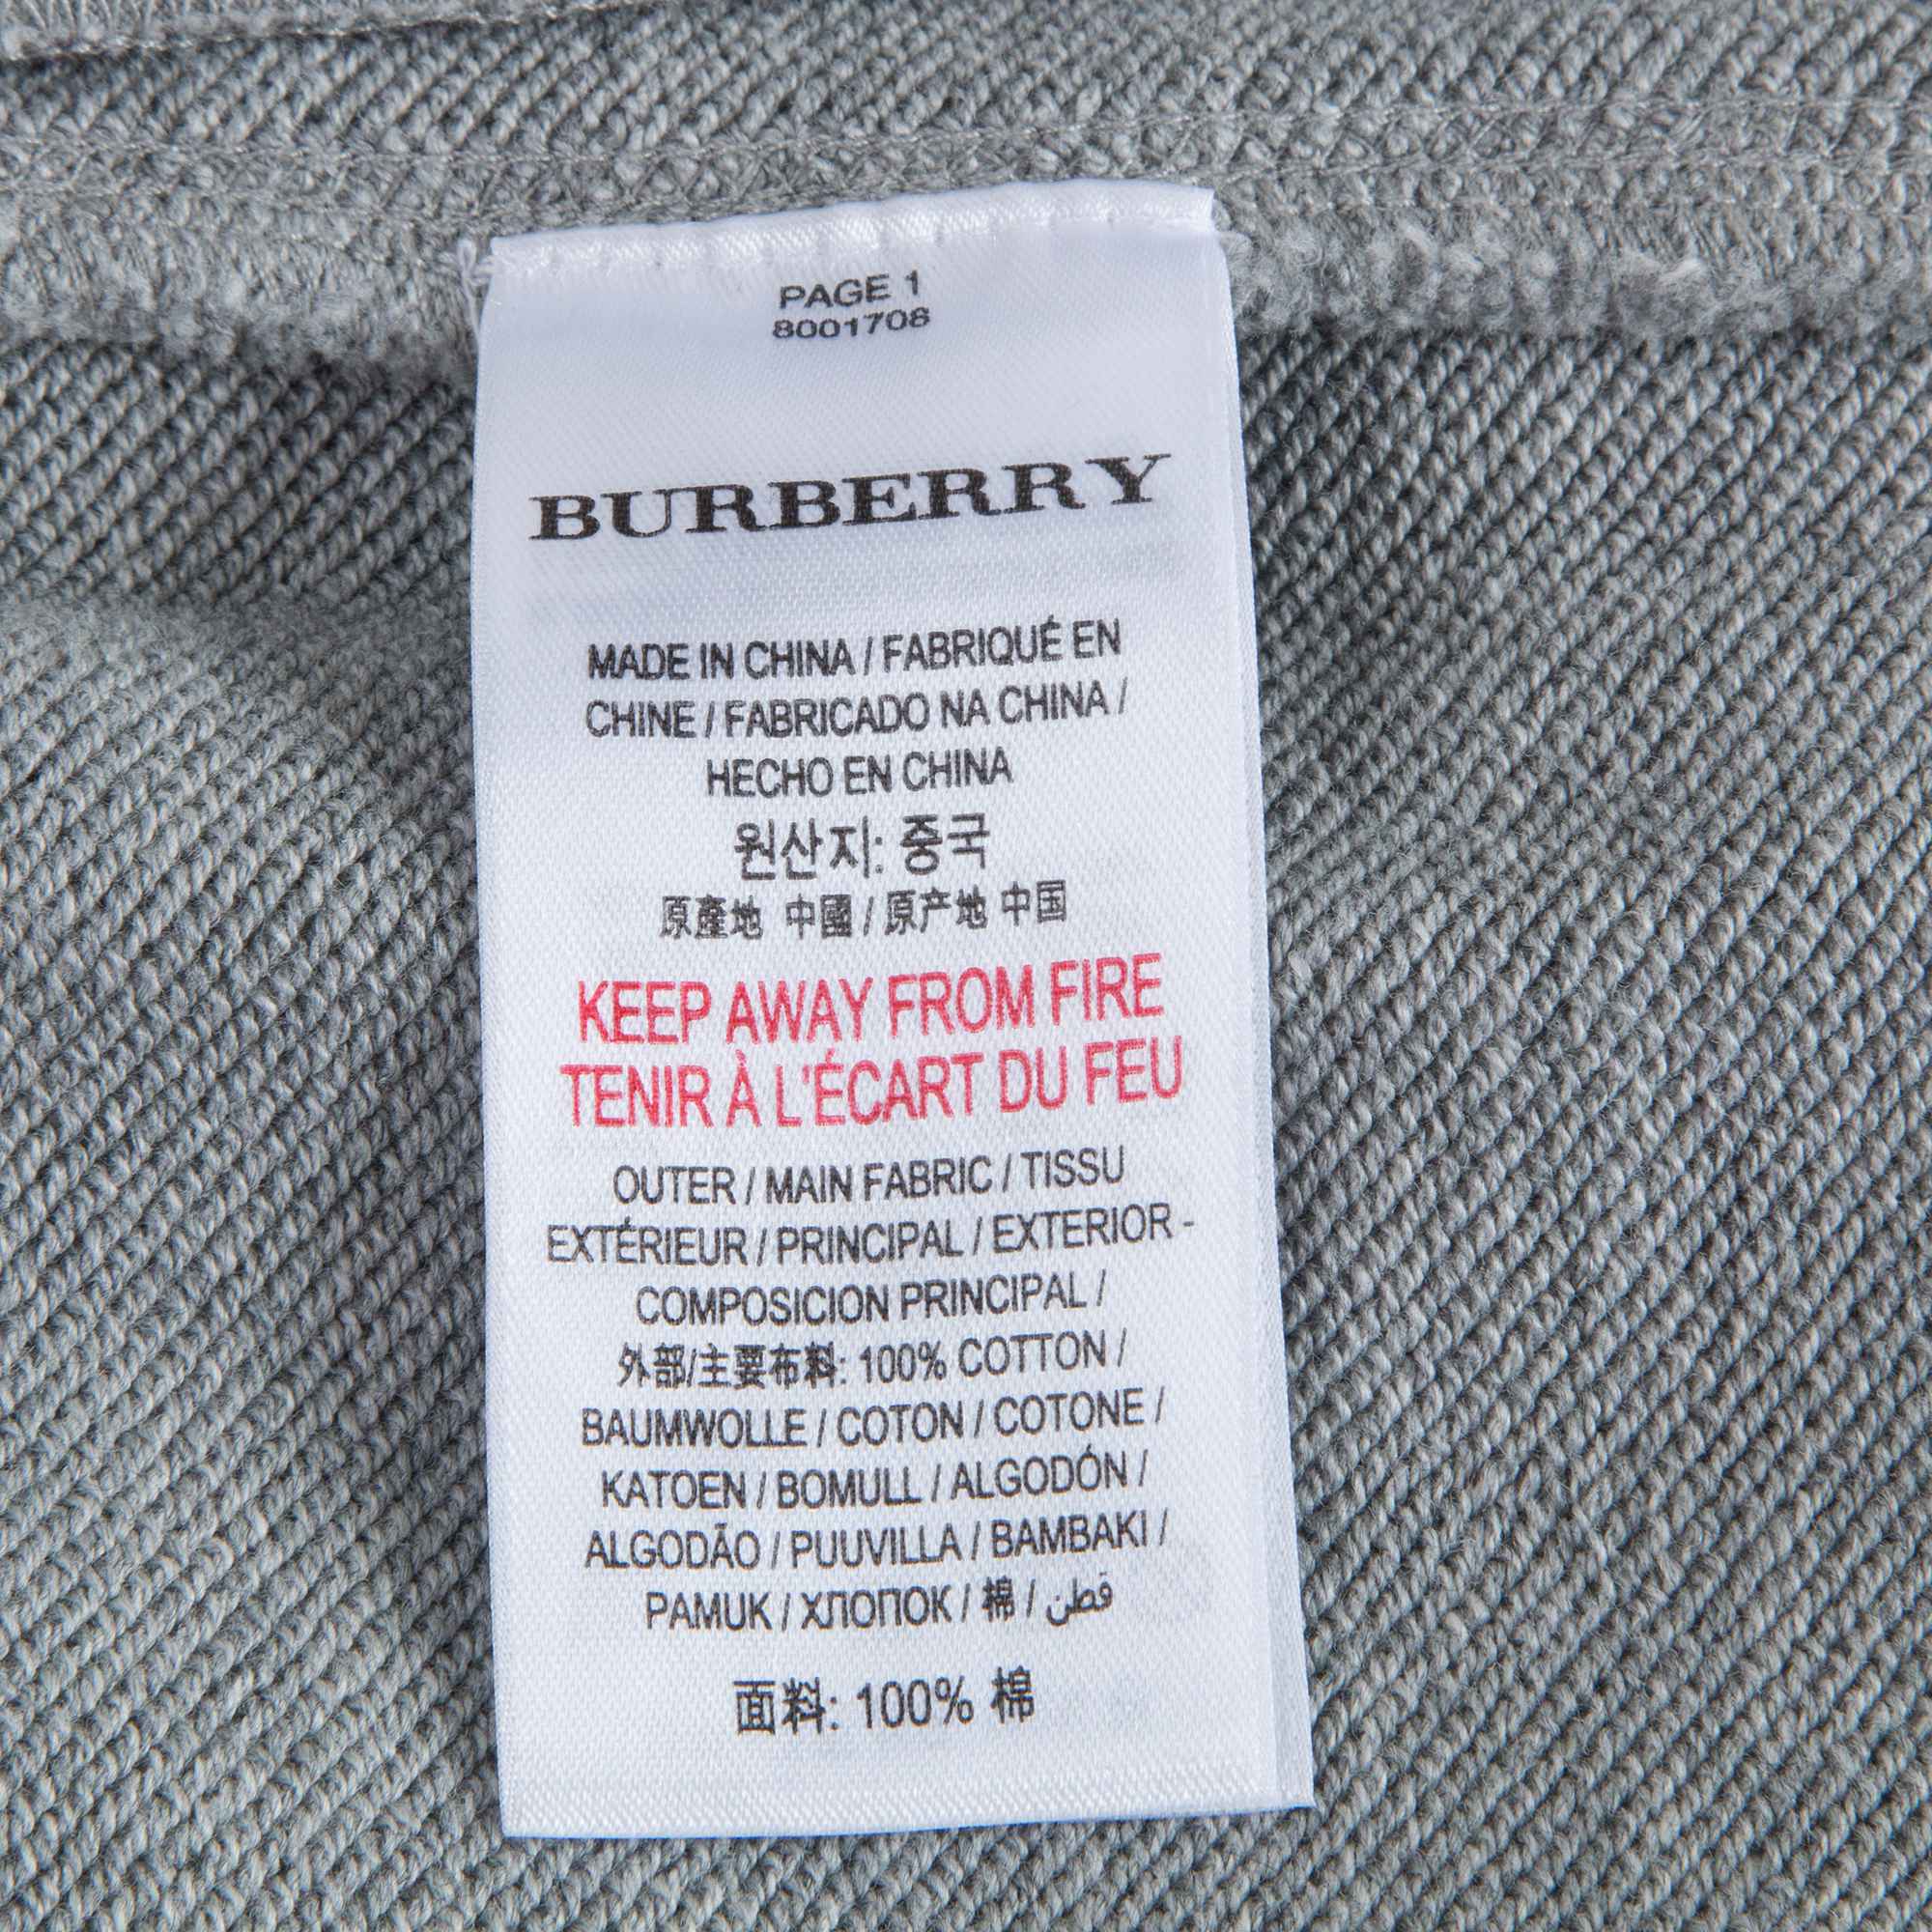 PAGE 1
8001708
BURBERRY
MADE IN CHINA / FABRIQUÉ EN
CHINE / FABRICADO NA CHINA /
HECHO EN CHINA
원산지: 중국
原產地 中國 / 原产地 中国
KEEP AWAY FROM FIRE
TENIR À L'ÉCART DU FEU
OUTER / MAIN FABRIC / TISSU
EXTÉRIEUR / PRINCIPAL / EXTERIOR -
COMPOSICION PRINCIPAL /
外部/主要布料: 100% COTTON /
BAUMWOLLE / COTON / COTONE /
KATOEN / BOMULL / ALGODÓN /
ALGODÃO / PUUVILLA / BAMBAKI /
PAMUK / ХЛОПОК / 棉 / قطن
面料: 100% 棉